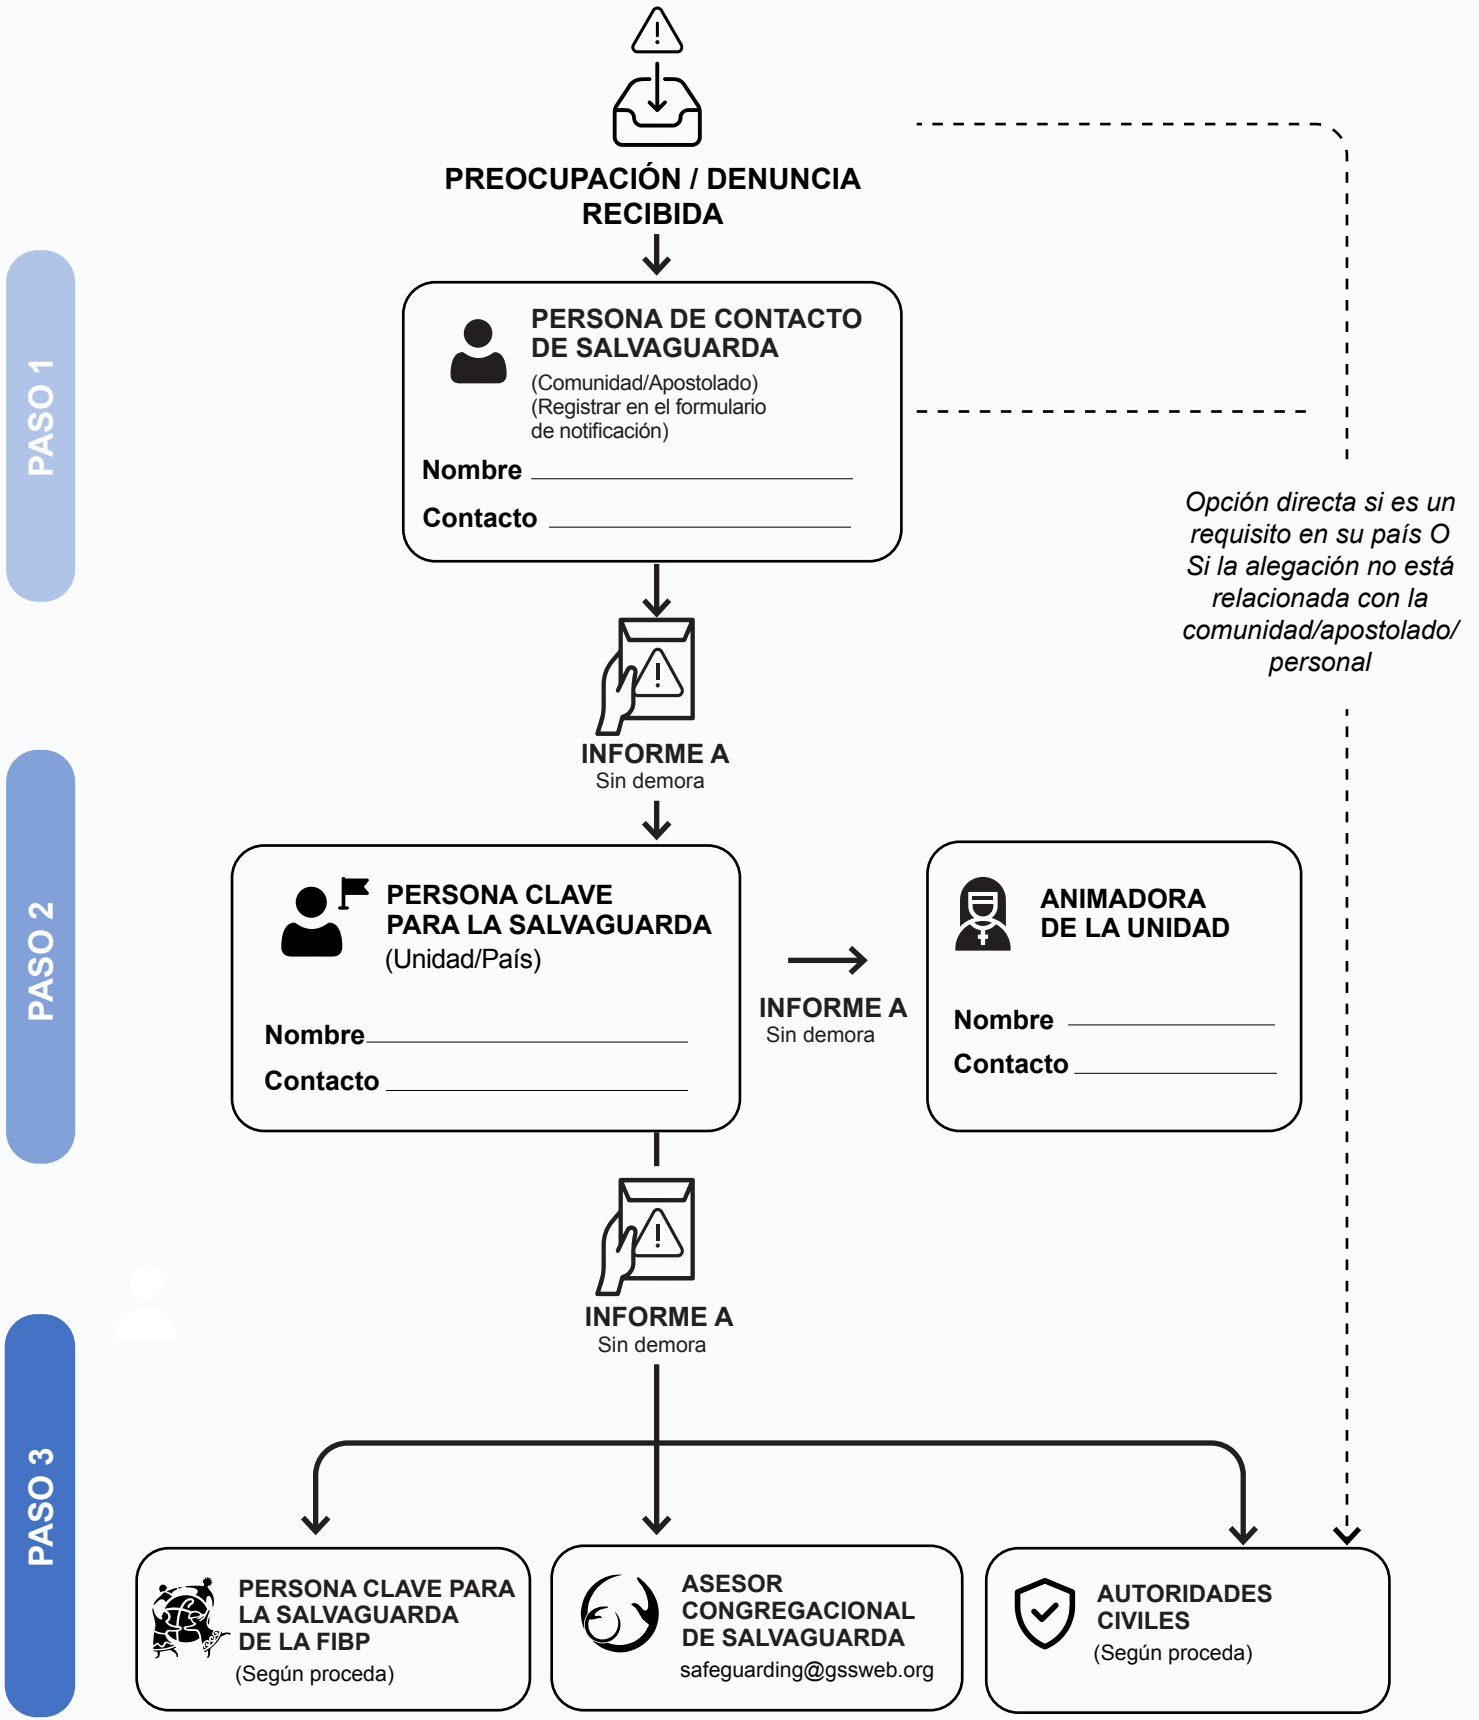 PREOCUPACIÓN / DENUNCIA
RECIBIDA
PASO 1
PERSONA DE CONTACTO
DE SALVAGUARDA
(Comunidad/Apostolado)
(Registrar en el formulario
de notificación)
Nombre
Contacto
Opción directa si es un
requisito en su país O
Si la alegación no está
relacionada con la
comunidad/apostolado/
personal
INFORME A
Sin demora
PASO 2
PERSONA CLAVE
PARA LA SALVAGUARDA
(Unidad/País)
Nombre
Contacto
INFORME A
Sin demora
ANIMADORA
DE LA UNIDAD
Nombre
Contacto
INFORME A
Sin demora
PASO 3
PERSONA CLAVE PARA
LA SALVAGUARDA
DE LA FIBP
(Según proceda)
ASESOR
CONGREGACIONAL
DE SALVAGUARDA
safeguarding@gssweb.org
AUTORIDADES
CIVILES
(Según proceda)